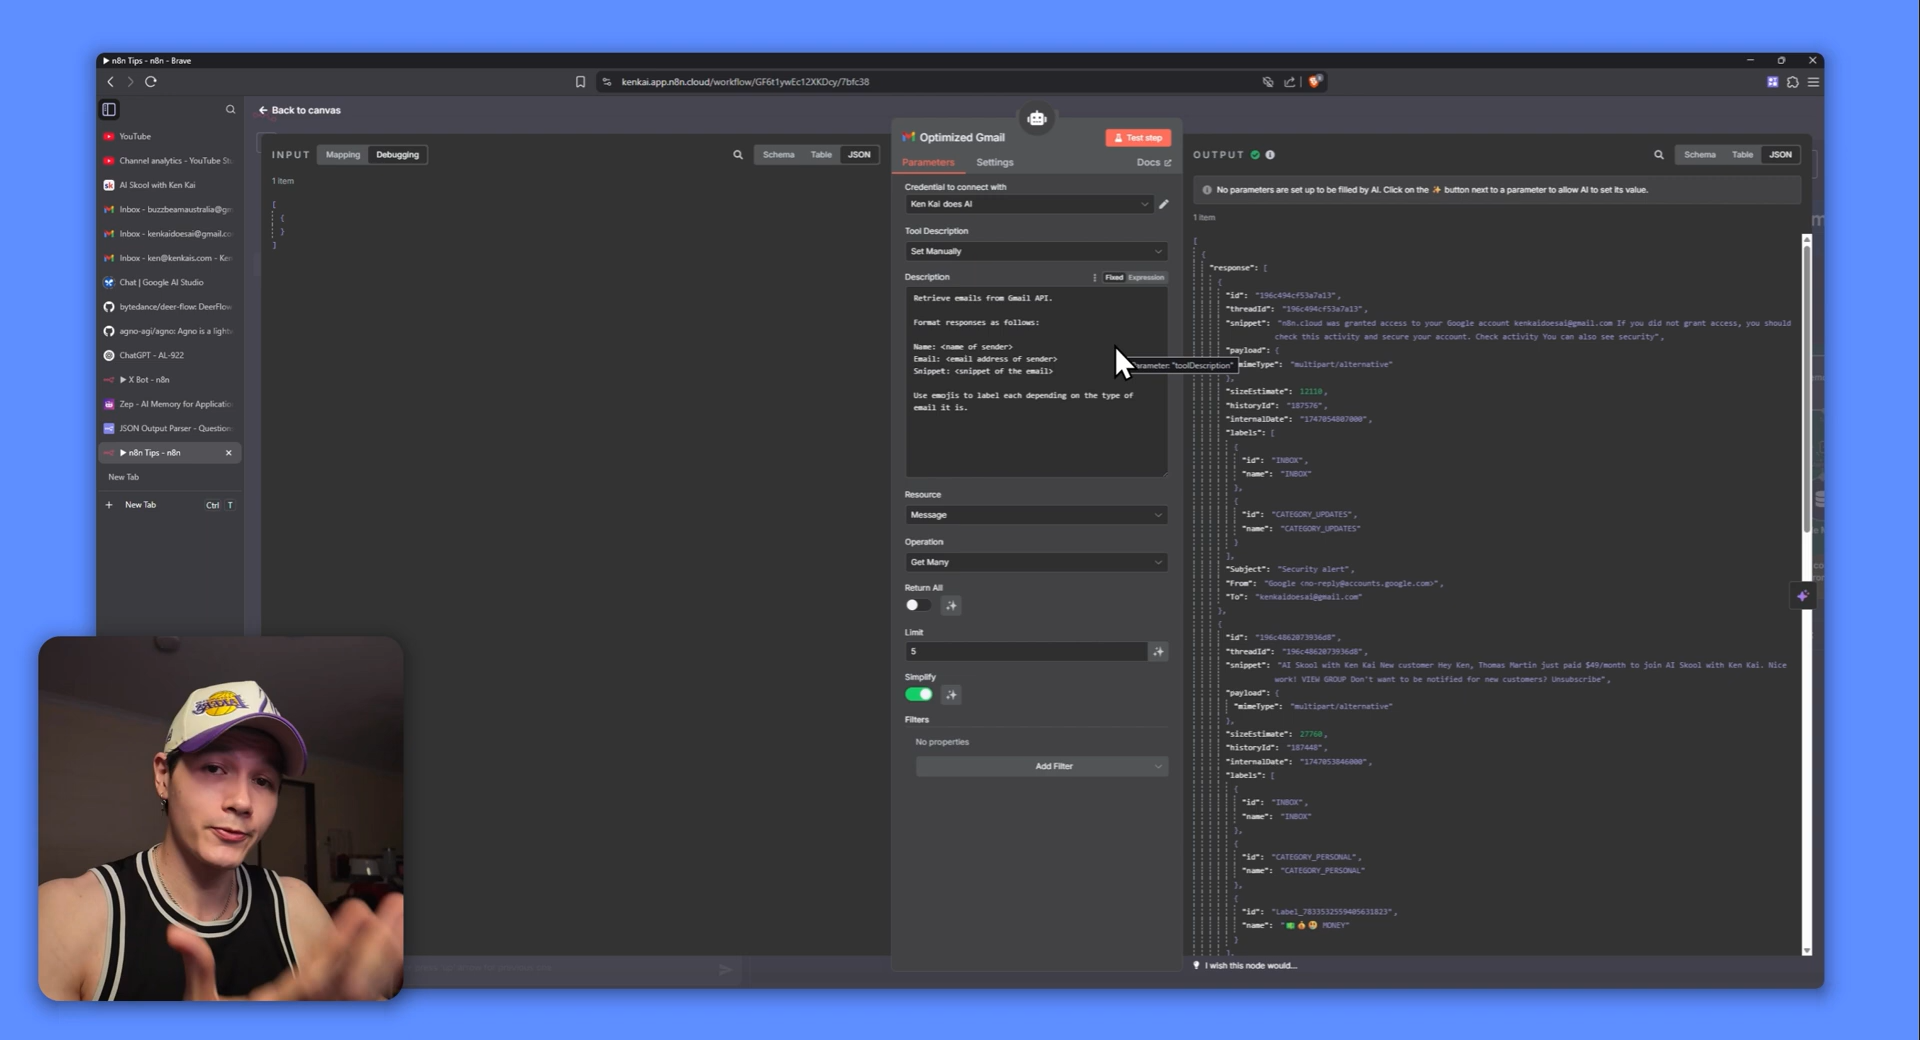 n8n Tips - n8n - Brave
kenkai.app.n8n.cloud/workflow/GF6t1ywEc12XKDcy/7bfc38
YouTube
Channel analytics - YouTube St
AI Skool with Ken Kai
Inbox - buzzbeamaustralia@gm
Inbox - kenkaidoesai@gmail.co
Inbox - ken@kenkais.com - Ken
Chat | Google AI Studio
bytedance/deer-flow: DeerFlow
agno-agi/agno: Agno is a light
ChatGPT - AL-922
X Bot - n8n
Zep - AI Memory for Applicatio
JSON Output Parser - Question
n8n Tips - n8n
New Tab
New Tab Ctrl T
Back to canvas
INPUT Mapping Debugging
Schema Table JSON
1 item
[
{
}
]
Optimized Gmail
Test step
Parameters Settings Docs
Credential to connect with
Ken Kai does AI
Tool Description
Set Manually
Description
Fixed Expression
Retrieve emails from Gmail API.
Format responses as follows:
Name: <name of sender>
Email: <email address of sender>
Snippet: <snippet of the email>
Use emojis to label each depending on the type of
email it is.
Parameter: "toolDescription"
Resource
Message
Operation
Get Many
Return All
Limit
5
Simplify
Filters
No properties
Add Filter
OUTPUT
Schema Table JSON
No parameters are set up to be filled by AI. Click on the ✨ button next to a parameter to allow AI to set its value.
1 item
[
{
"response": [
{
"id": "196c494cf53a7a13",
"threadId": "196c494cf53a7a13",
"snippet": "n8n.cloud was granted access to your Google account kenkaidoesai@gmail.com If you did not grant access, you should
check this activity and secure your account. Check activity You can also see security",
"payload": {
"mimeType": "multipart/alternative"
},
"sizeEstimate": 12110,
"historyId": "187576",
"internalDate": "1747054807000",
"labels": [
{
"id": "INBOX",
"name": "INBOX"
},
{
"id": "CATEGORY_UPDATES",
"name": "CATEGORY_UPDATES"
}
],
"Subject": "Security alert",
"From": "Google <no-reply@accounts.google.com>",
"To": "kenkaidoesai@gmail.com"
},
{
"id": "196c4862073936d8",
"threadId": "196c4862073936d8",
"snippet": "AI Skool with Ken Kai New customer Hey Ken, Thomas Martin just paid $49/month to join AI Skool with Ken Kai. Nice
work! VIEW GROUP Don't want to be notified for new customers? Unsubscribe",
"payload": {
"mimeType": "multipart/alternative"
},
"sizeEstimate": 27760,
"historyId": "187448",
"internalDate": "1747053846000",
"labels": [
{
"id": "INBOX",
"name": "INBOX"
},
{
"id": "CATEGORY_PERSONAL",
"name": "CATEGORY_PERSONAL"
},
{
"id": "Label_7833532559405631823",
"name": "💵💰🤑 MONEY"
}
],
I wish this node would...